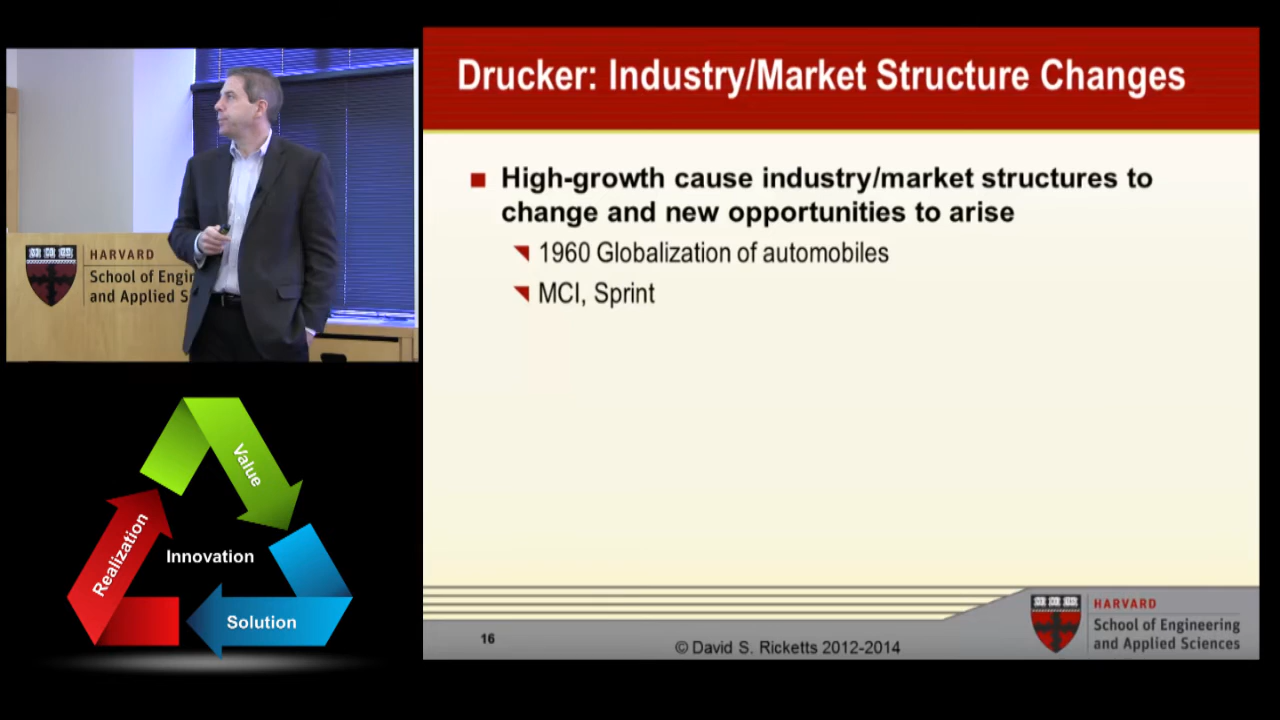 Drucker: Industry/Market Structure Changes
High-growth cause industry/market structures to
change and new opportunities to arise
1960 Globalization of automobiles
MCI, Sprint
HARVARD
School of Engin
and Applied S
Value
Realization
Innovation
Solution
16
© David S. Ricketts 2012-2014
HARVARD
School of Engineering
and Applied Sciences